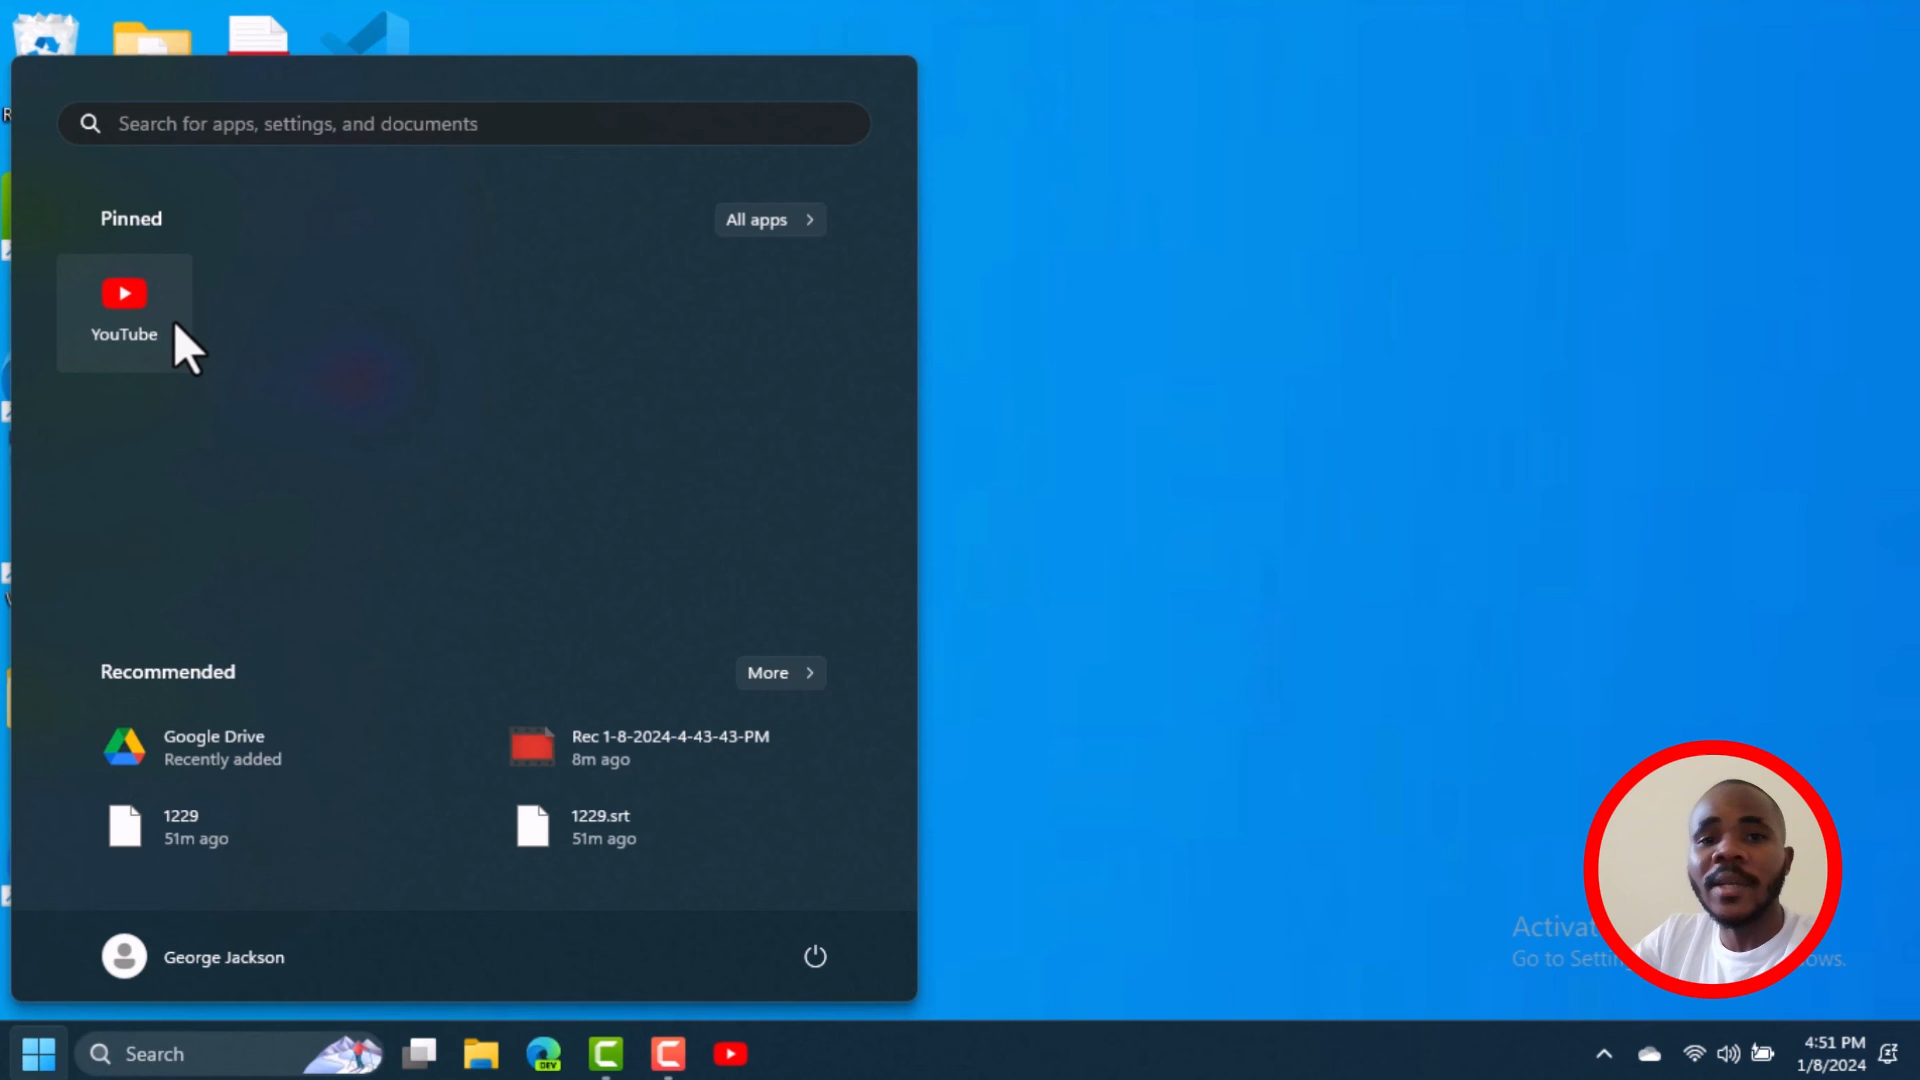 R
Search for apps, settings, and documents
Pinned
All apps
YouTube
Recommended
More
Google Drive
Recently added
Rec 1-8-2024-4-43-43-PM
8m ago
1229
51m ago
1229.srt
51m ago
George Jackson
Go to
ows.
Search
DEV
4:51 PM
1/8/2024